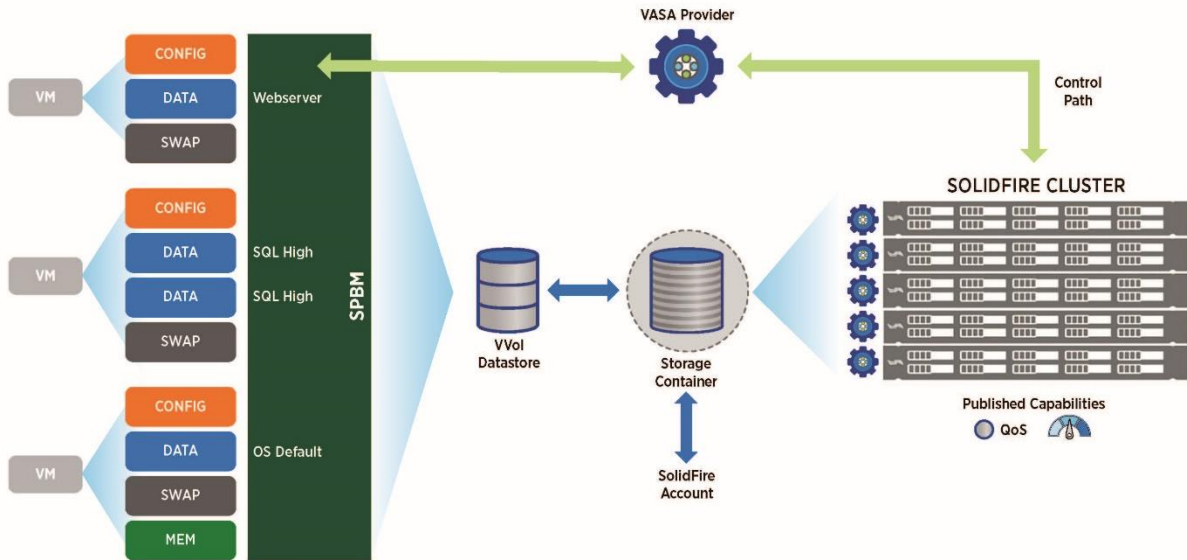 VASA Provider
CONFIG
VM
DATA
Webserver
SWAP
Control
Path
SOLIDFIRE CLUSTER
CONFIG
DATA
SQL High
VM
DATA
SQL High
SWAP
SPBM
VVol
Datastore
Storage
Container
Published Capabilities
QoS
CONFIG
DATA
OS Default
VM
SWAP
MEM
SolidFire
Account